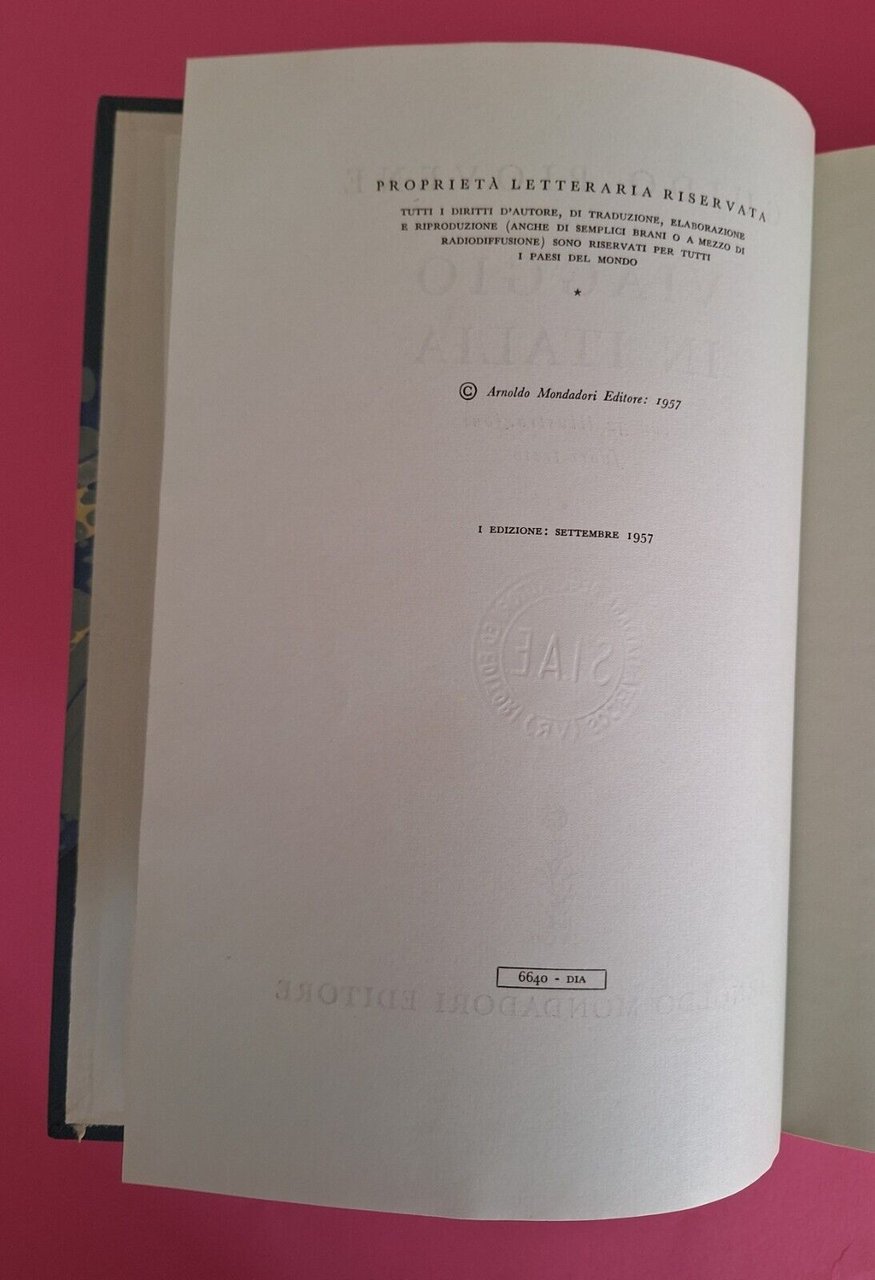 PROPRIETÀ LETTERARIA RISERVATA
TUTTI I DIRITTI D'AUTORE, DI TRADUZIONE, ELABORAZIONE
E RIPRODUZIONE (ANCHE DI SEMPLICI BRANI O A MEZZO DI
RADIODIFFUSIONE) SONO RISERVATI PER TUTTI
I PAESI DEL MONDO
★
© Arnoldo Mondadori Editore: 1957
I EDIZIONE: SETTEMBRE 1957
SIAE
6640 - DIA